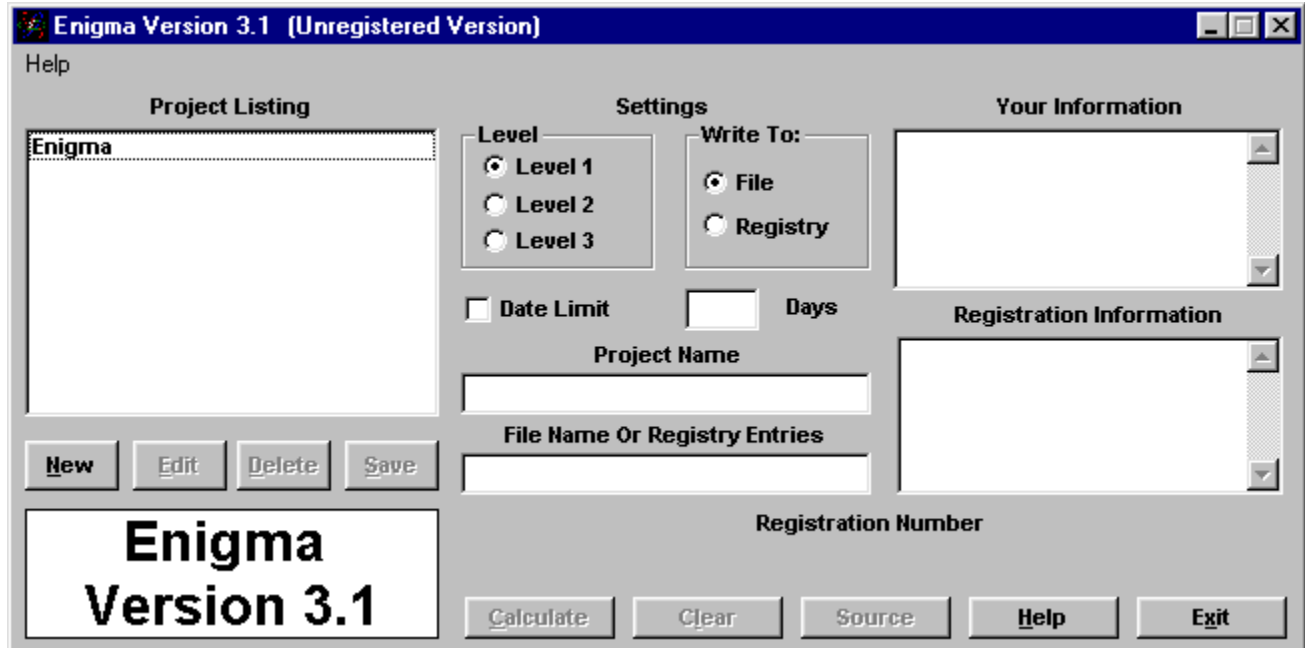 Enigma Version 3.1 (Unregistered Version)
Help
Project Listing
Enigma
New Edit Delete Save
Enigma
Version 3.1
Settings
Level
Level 1
Level 2
Level 3
Write To:
File
Registry
Date Limit Days
Project Name
File Name Or Registry Entries
Your Information
Registration Information
Registration Number
Calculate Clear Source Help Exit